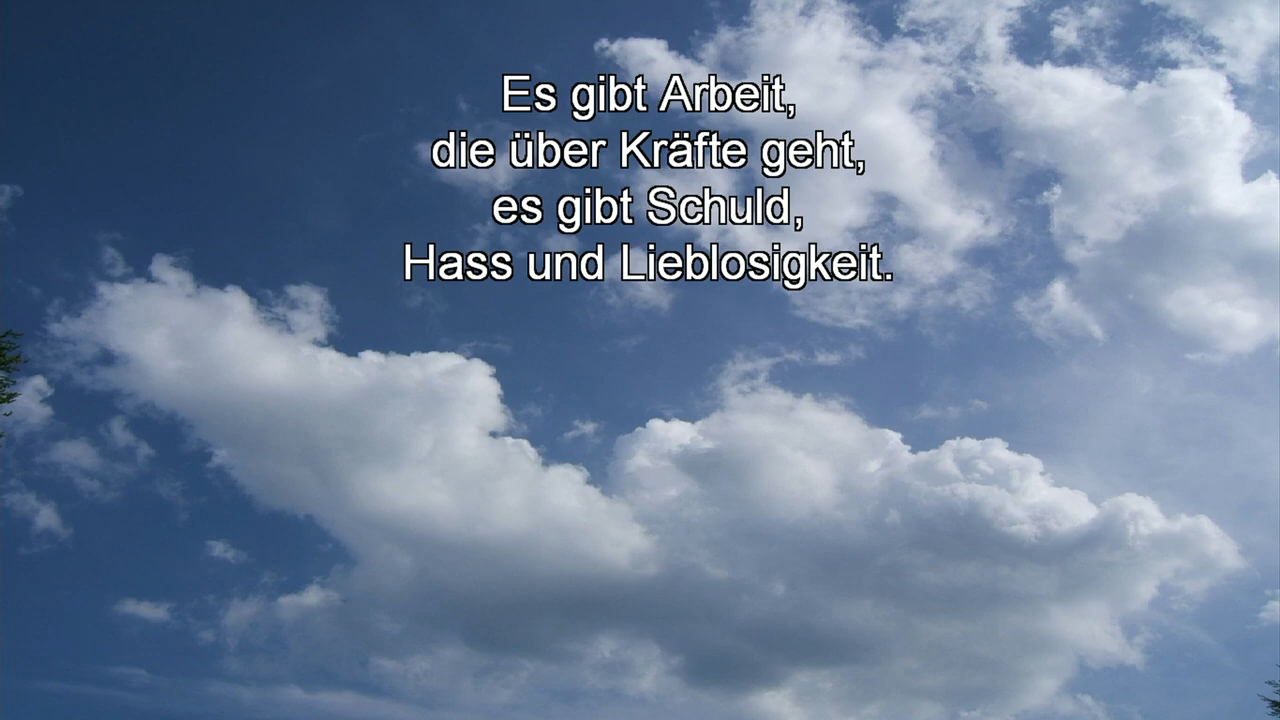 Es gibt Arbeit,
die über Kräfte geht,
es gibt Schuld,
Hass und Lieblosigkeit.